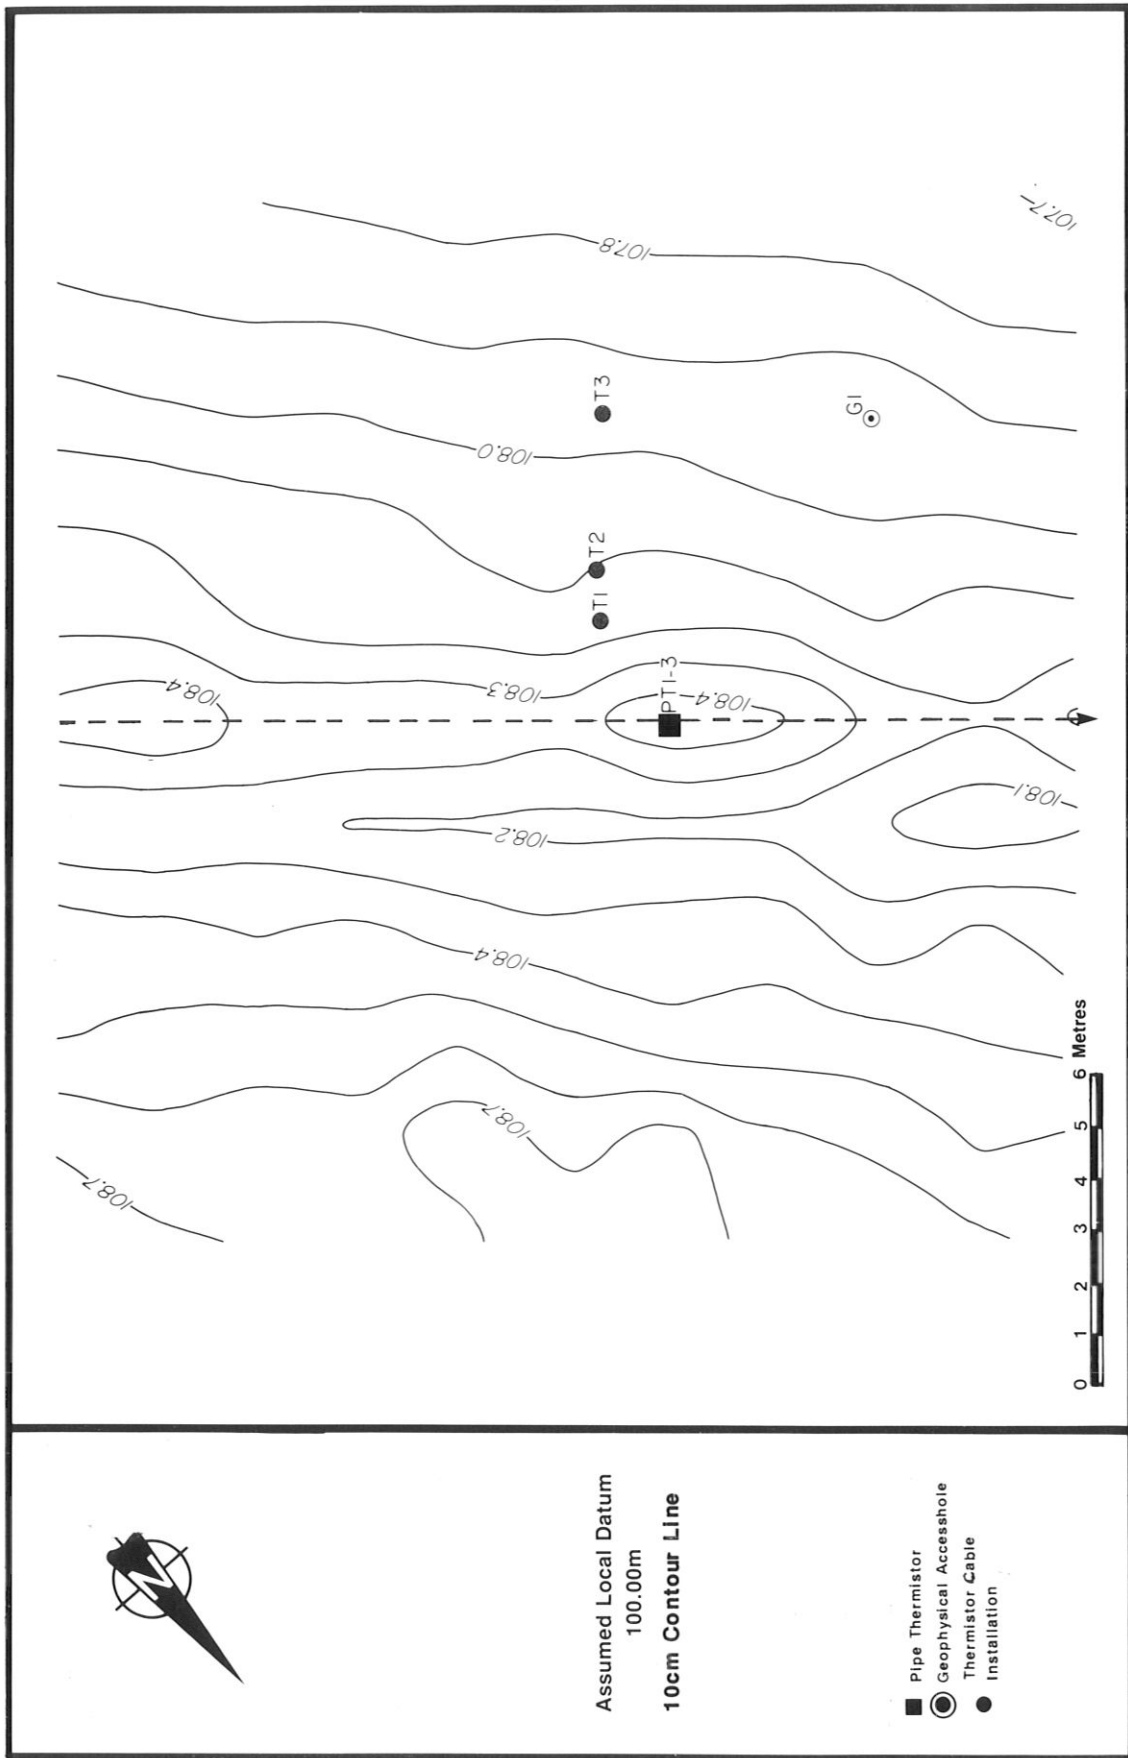 107.7
107.8
T3
G1
108.0
T2
T1
108.4
108.3
PT1-3
108.4
108.1
108.2
108.4
108.7
108.7
0 1 2 3 4 5 6 Metres
N
Assumed Local Datum
100.00m
10cm Contour Line
Pipe Thermistor
Geophysical Accesshole
Thermistor Cable
Installation